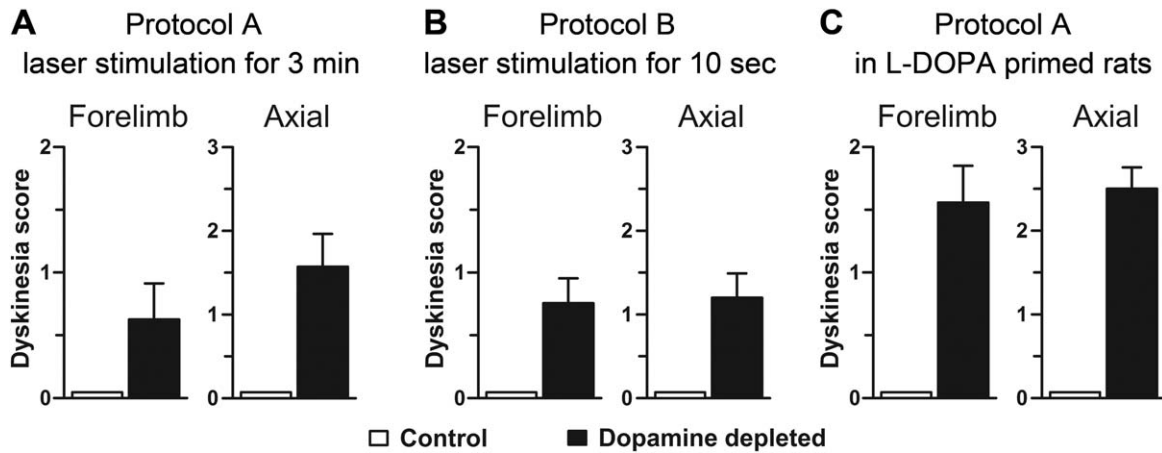 A Protocol A
laser stimulation for 3 min
Forelimb Axial
Dyskinesia score
2
1
0
3
2
1
0
B Protocol B
laser stimulation for 10 sec
Forelimb Axial
Dyskinesia score
2
1
0
3
2
1
0
C Protocol A
in L-DOPA primed rats
Forelimb Axial
Dyskinesia score
2
1
0
3
2
1
0
Control Dopamine depleted